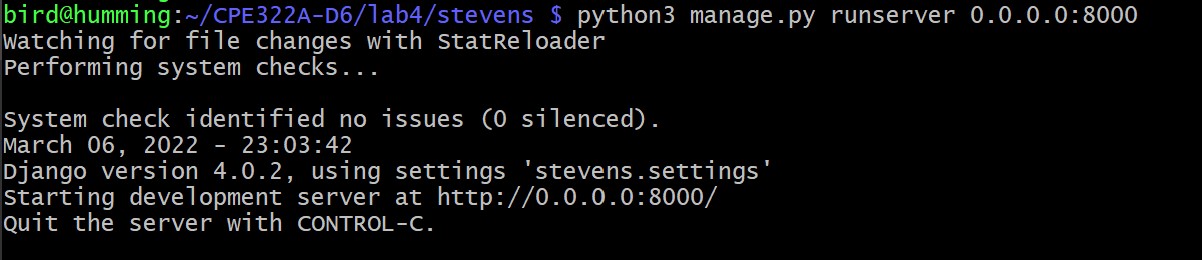 bird@humming:~/CPE322A-D6/lab4/stevens $ python3 manage.py runserver 0.0.0.0:8000
Watching for file changes with StatReloader
Performing system checks...

System check identified no issues (0 silenced).
March 06, 2022 - 23:03:42
Django version 4.0.2, using settings 'stevens.settings'
Starting development server at http://0.0.0.0:8000/
Quit the server with CONTROL-C.